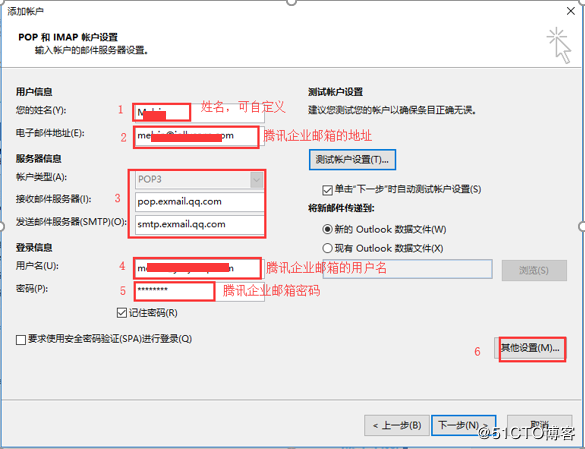 添加帐户
POP 和 IMAP 帐户设置
输入帐户的邮件服务器设置。
用户信息
您的姓名(Y):
1
姓名，可自定义
电子邮件地址(E):
2
腾讯企业邮箱的地址
服务器信息
帐户类型(A):
POP3
接收邮件服务器(I):
3
pop.exmail.qq.com
发送邮件服务器(SMTP)(O):
smtp.exmail.qq.com
登录信息
用户名(U):
4
腾讯企业邮箱的用户名
密码(P):
5
********
腾讯企业邮箱密码
记住密码(R)
要求使用安全密码验证(SPA)进行登录(Q)
测试帐户设置
建议您测试您的帐户以确保条目正确无误。
测试帐户设置(T)...
单击"下一步"时自动测试帐户设置(S)
将新邮件传递到:
新的 Outlook 数据文件(W)
现有 Outlook 数据文件(X)
浏览(S)
6
其他设置(M)...
< 上一步(B)
下一步(N) >
取消
@51CTO博客